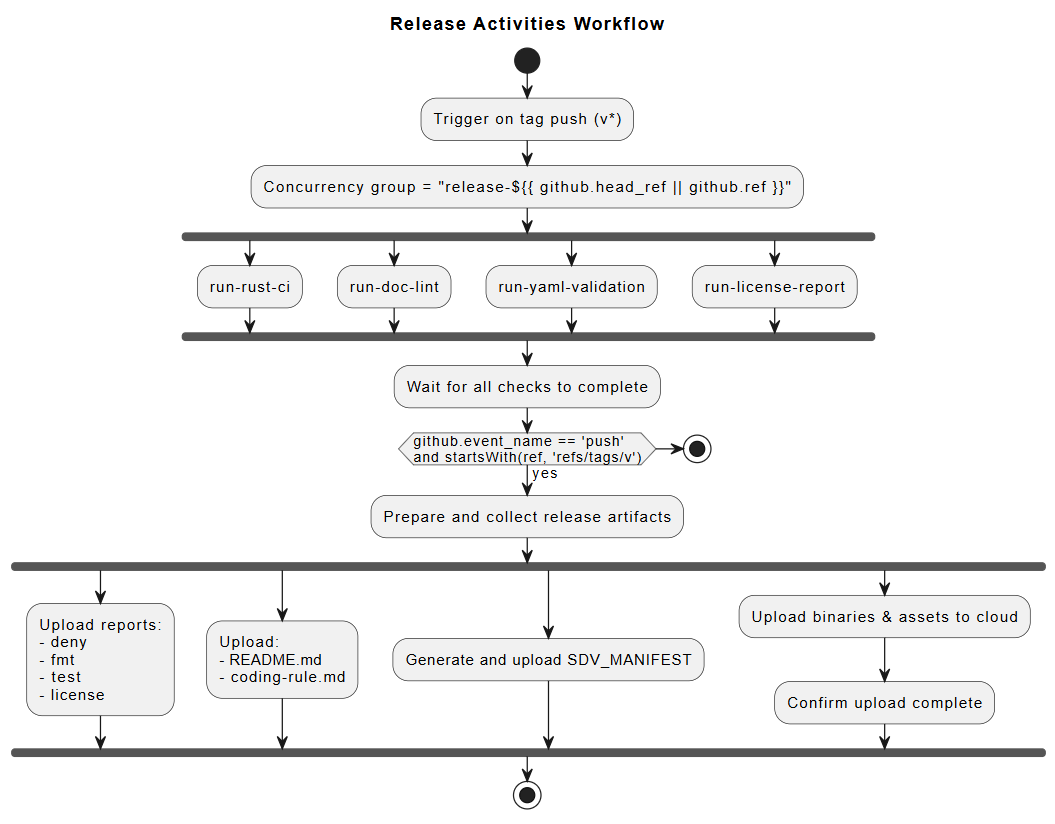 Release Activities Workflow
Trigger on tag push (v*)
Concurrency group = "release-${{ github.head_ref || github.ref }}"
run-rust-ci
run-doc-lint
run-yaml-validation
run-license-report
Wait for all checks to complete
github.event_name == 'push'
and startsWith(ref, 'refs/tags/v')
yes
Prepare and collect release artifacts
Upload reports:
- deny
- fmt
- test
- license
Upload:
- README.md
- coding-rule.md
Generate and upload SDV_MANIFEST
Upload binaries & assets to cloud
Confirm upload complete